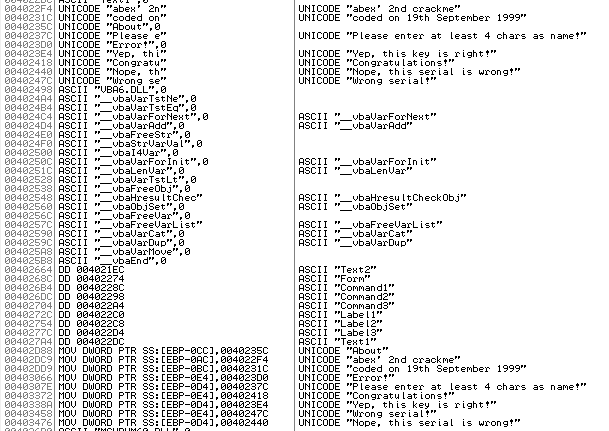 004022F4 UNICODE "abex' 2n" UNICODE "abex' 2nd crackme"
0040231C UNICODE "coded on" UNICODE "coded on 19th September 1999"
0040235C UNICODE "About",0
0040237C UNICODE "Please e" UNICODE "Please enter at least 4 chars as name!"
004023D0 UNICODE "Error!",0
004023E4 UNICODE "Yep, thi" UNICODE "Yep, this key is right!"
00402418 UNICODE "Congratu" UNICODE "Congratulations!"
00402440 UNICODE "Nope, th" UNICODE "Nope, this serial is wrong!"
0040247C UNICODE "Wrong se" UNICODE "Wrong serial!"
00402498 ASCII "VBA6.DLL",0
004024A4 ASCII "__vbaVarTstNe"
004024B4 ASCII "__vbaVarTstEq",0
004024C4 ASCII "__vbaVarForNext",0 ASCII "__vbaVarForNext"
004024D4 ASCII "__vbaVarAdd",0 ASCII "__vbaVarAdd"
004024E0 ASCII "__vbaFreeStr",0
004024F0 ASCII "__vbaStrVarVal",0
00402500 ASCII "__vbaI4Var",0
0040250C ASCII "__vbaVarForInit",0 ASCII "__vbaVarForInit"
0040251C ASCII "__vbaLenVar",0 ASCII "__vbaLenVar"
00402528 ASCII "__vbaVarTstLt",0
00402538 ASCII "__vbaFreeObj",0
00402548 ASCII "__vbaHresultChec" ASCII "__vbaHresultCheckObj"
00402560 ASCII "__vbaObjSet",0 ASCII "__vbaObjSet"
0040256C ASCII "__vbaFreeVar",0
0040257C ASCII "__vbaFreeVarList" ASCII "__vbaFreeVarList"
00402590 ASCII "__vbaVarCat",0 ASCII "__vbaVarCat"
0040259C ASCII "__vbaVarDup",0 ASCII "__vbaVarDup"
004025A8 ASCII "__vbaVarMove",0
004025B8 ASCII "__vbaEnd",0
00402664 DD 004021EC ASCII "Text2"
0040268C DD 00402274 ASCII "Form"
004026B4 DD 0040228C ASCII "Command1"
004026DC DD 00402298 ASCII "Command2"
00402704 DD 004022A4 ASCII "Command3"
0040272C DD 004022C0 ASCII "Label1"
00402754 DD 004022C8 ASCII "Label2"
0040277C DD 004022D4 ASCII "Label3"
004027A4 DD 004022DC ASCII "Text1"
00402D88 MOV DWORD PTR SS:[EBP-0CC],0040235C UNICODE "About"
00402DC9 MOV DWORD PTR SS:[EBP-0AC],004022F4 UNICODE "abex' 2nd crackme"
00402DD9 MOV DWORD PTR SS:[EBP-0BC],0040231C UNICODE "coded on 19th September 1999"
00403066 MOV DWORD PTR SS:[EBP-0E4],004023D0 UNICODE "Error!"
0040307E MOV DWORD PTR SS:[EBP-0D4],0040237C UNICODE "Please enter at least 4 chars as name!"
MOV DWORD PTR SS:[EBP-0E4],00402418 UNICODE "Congratulations!"
MOV DWORD PTR SS:[EBP-0D4],004023E4 UNICODE "Yep, this key is right!"
00403458 MOV DWORD PTR SS:[EBP-0E4],0040247C UNICODE "Wrong serial!"
00403476 MOV DWORD PTR SS:[EBP-0D4],00402440 UNICODE "Nope, this serial is wrong!"